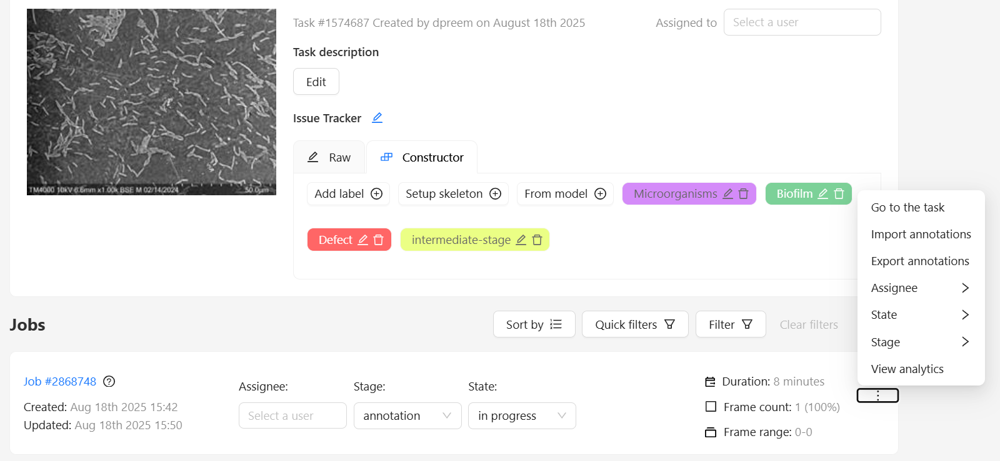 Task #1574687 Created by dpreem on August 18th 2025
Assigned to Select a user
Task description
Edit
Issue Tracker
Raw
Constructor
Add label
Setup skeleton
From model
Microorganisms
Biofilm
Defect
intermediate-stage
TM4000 10kV 6.6mm x1.00k BSE M 02/14/2024 50.0µm
Go to the task
Import annotations
Export annotations
Assignee
State
Stage
View analytics
Jobs
Sort by
Quick filters
Filter
Clear filters
Job #2868748
Created: Aug 18th 2025 15:42
Updated: Aug 18th 2025 15:50
Assignee:
Select a user
Stage:
annotation
State:
in progress
Duration: 8 minutes
Frame count: 1 (100%)
Frame range: 0-0